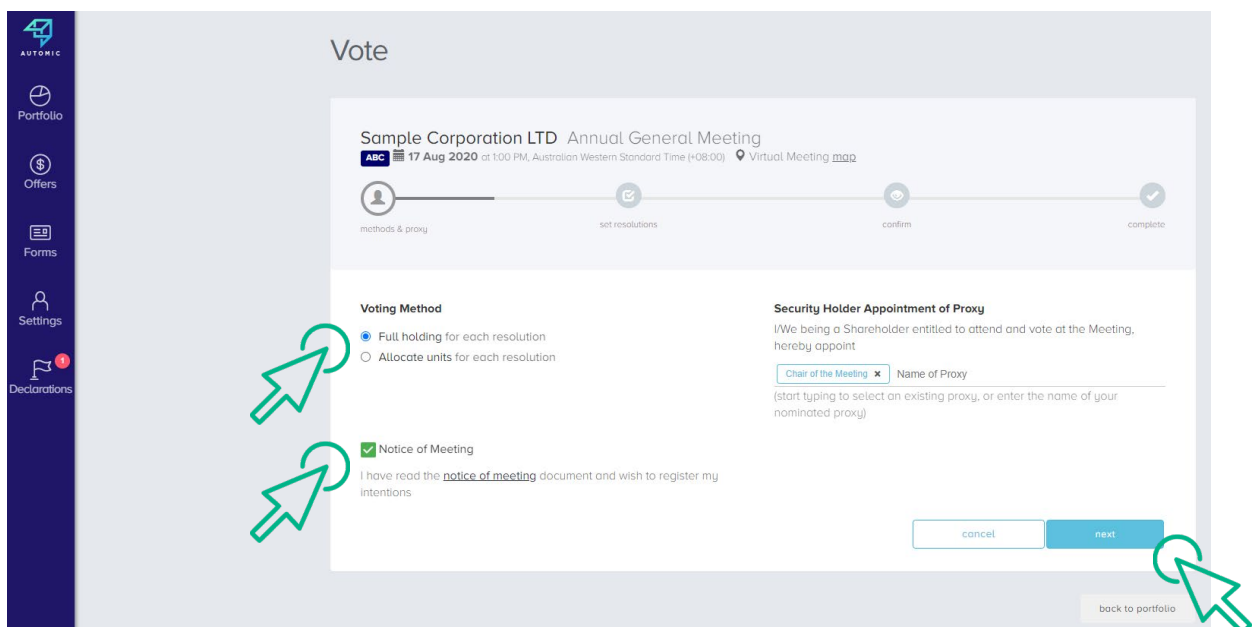 AUTOMIC
Portfolio
Offers
Forms
Settings
1
Declarations
Vote
Sample Corporation LTD Annual General Meeting
ABC 17 Aug 2020 at 1:00 PM, Australian Western Standard Time (+08:00) Virtual Meeting map
methods & proxy
set resolutions
confirm
complete
Voting Method
Full holding for each resolution
Allocate units for each resolution
Security Holder Appointment of Proxy
I/We being a Shareholder entitled to attend and vote at the Meeting,
hereby appoint
Chair of the Meeting × Name of Proxy
(start typing to select an existing proxy, or enter the name of your
nominated proxy)
Notice of Meeting
I have read the notice of meeting document and wish to register my
intentions
cancel
next
back to portfolio